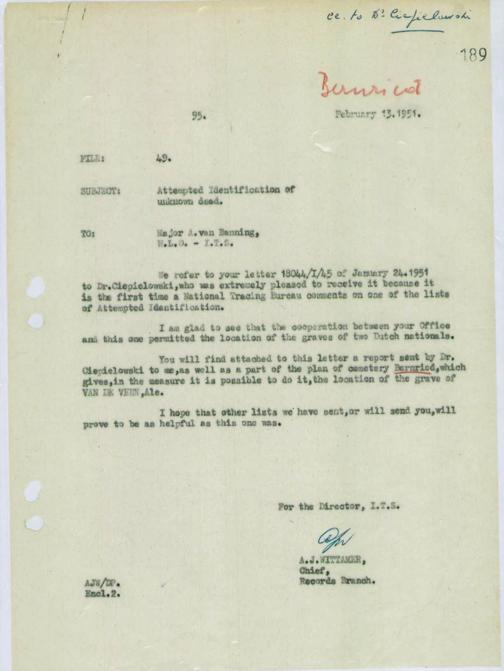 cc. to Dr Ciepielowski
189
Bernried
95.
February 13.1951.
FILE: 49.
SUBJECT: Attempted Identification of
unknown dead.
TO: Major A.van Banning,
N.L.O. - I.T.S.
We refer to your letter 18044/I/45 of January 24.1951
to Dr.Ciepielowski,who was extremely pleased to receive it because it
is the first time a National Tracing Bureau comments on one of the lists
of Attempted Identification.
I am glad to see that the cooperation between your Office
and this one permitted the location of the graves of two Dutch nationals.
You will find attached to this letter a report sent by Dr.
Ciepielowski to me,as well as a part of the plan of cemetery Bernried,which
gives,in the measure it is possible to do it,the location of the grave of
VAN DE VEUN,Ale.
I hope that other lists we have sent,or will send you,will
prove to be as helpful as this one was.
For the Director, I.T.S.
A.J.WITTAMER,
Chief,
Records Branch.
AJW/DP.
Encl.2.